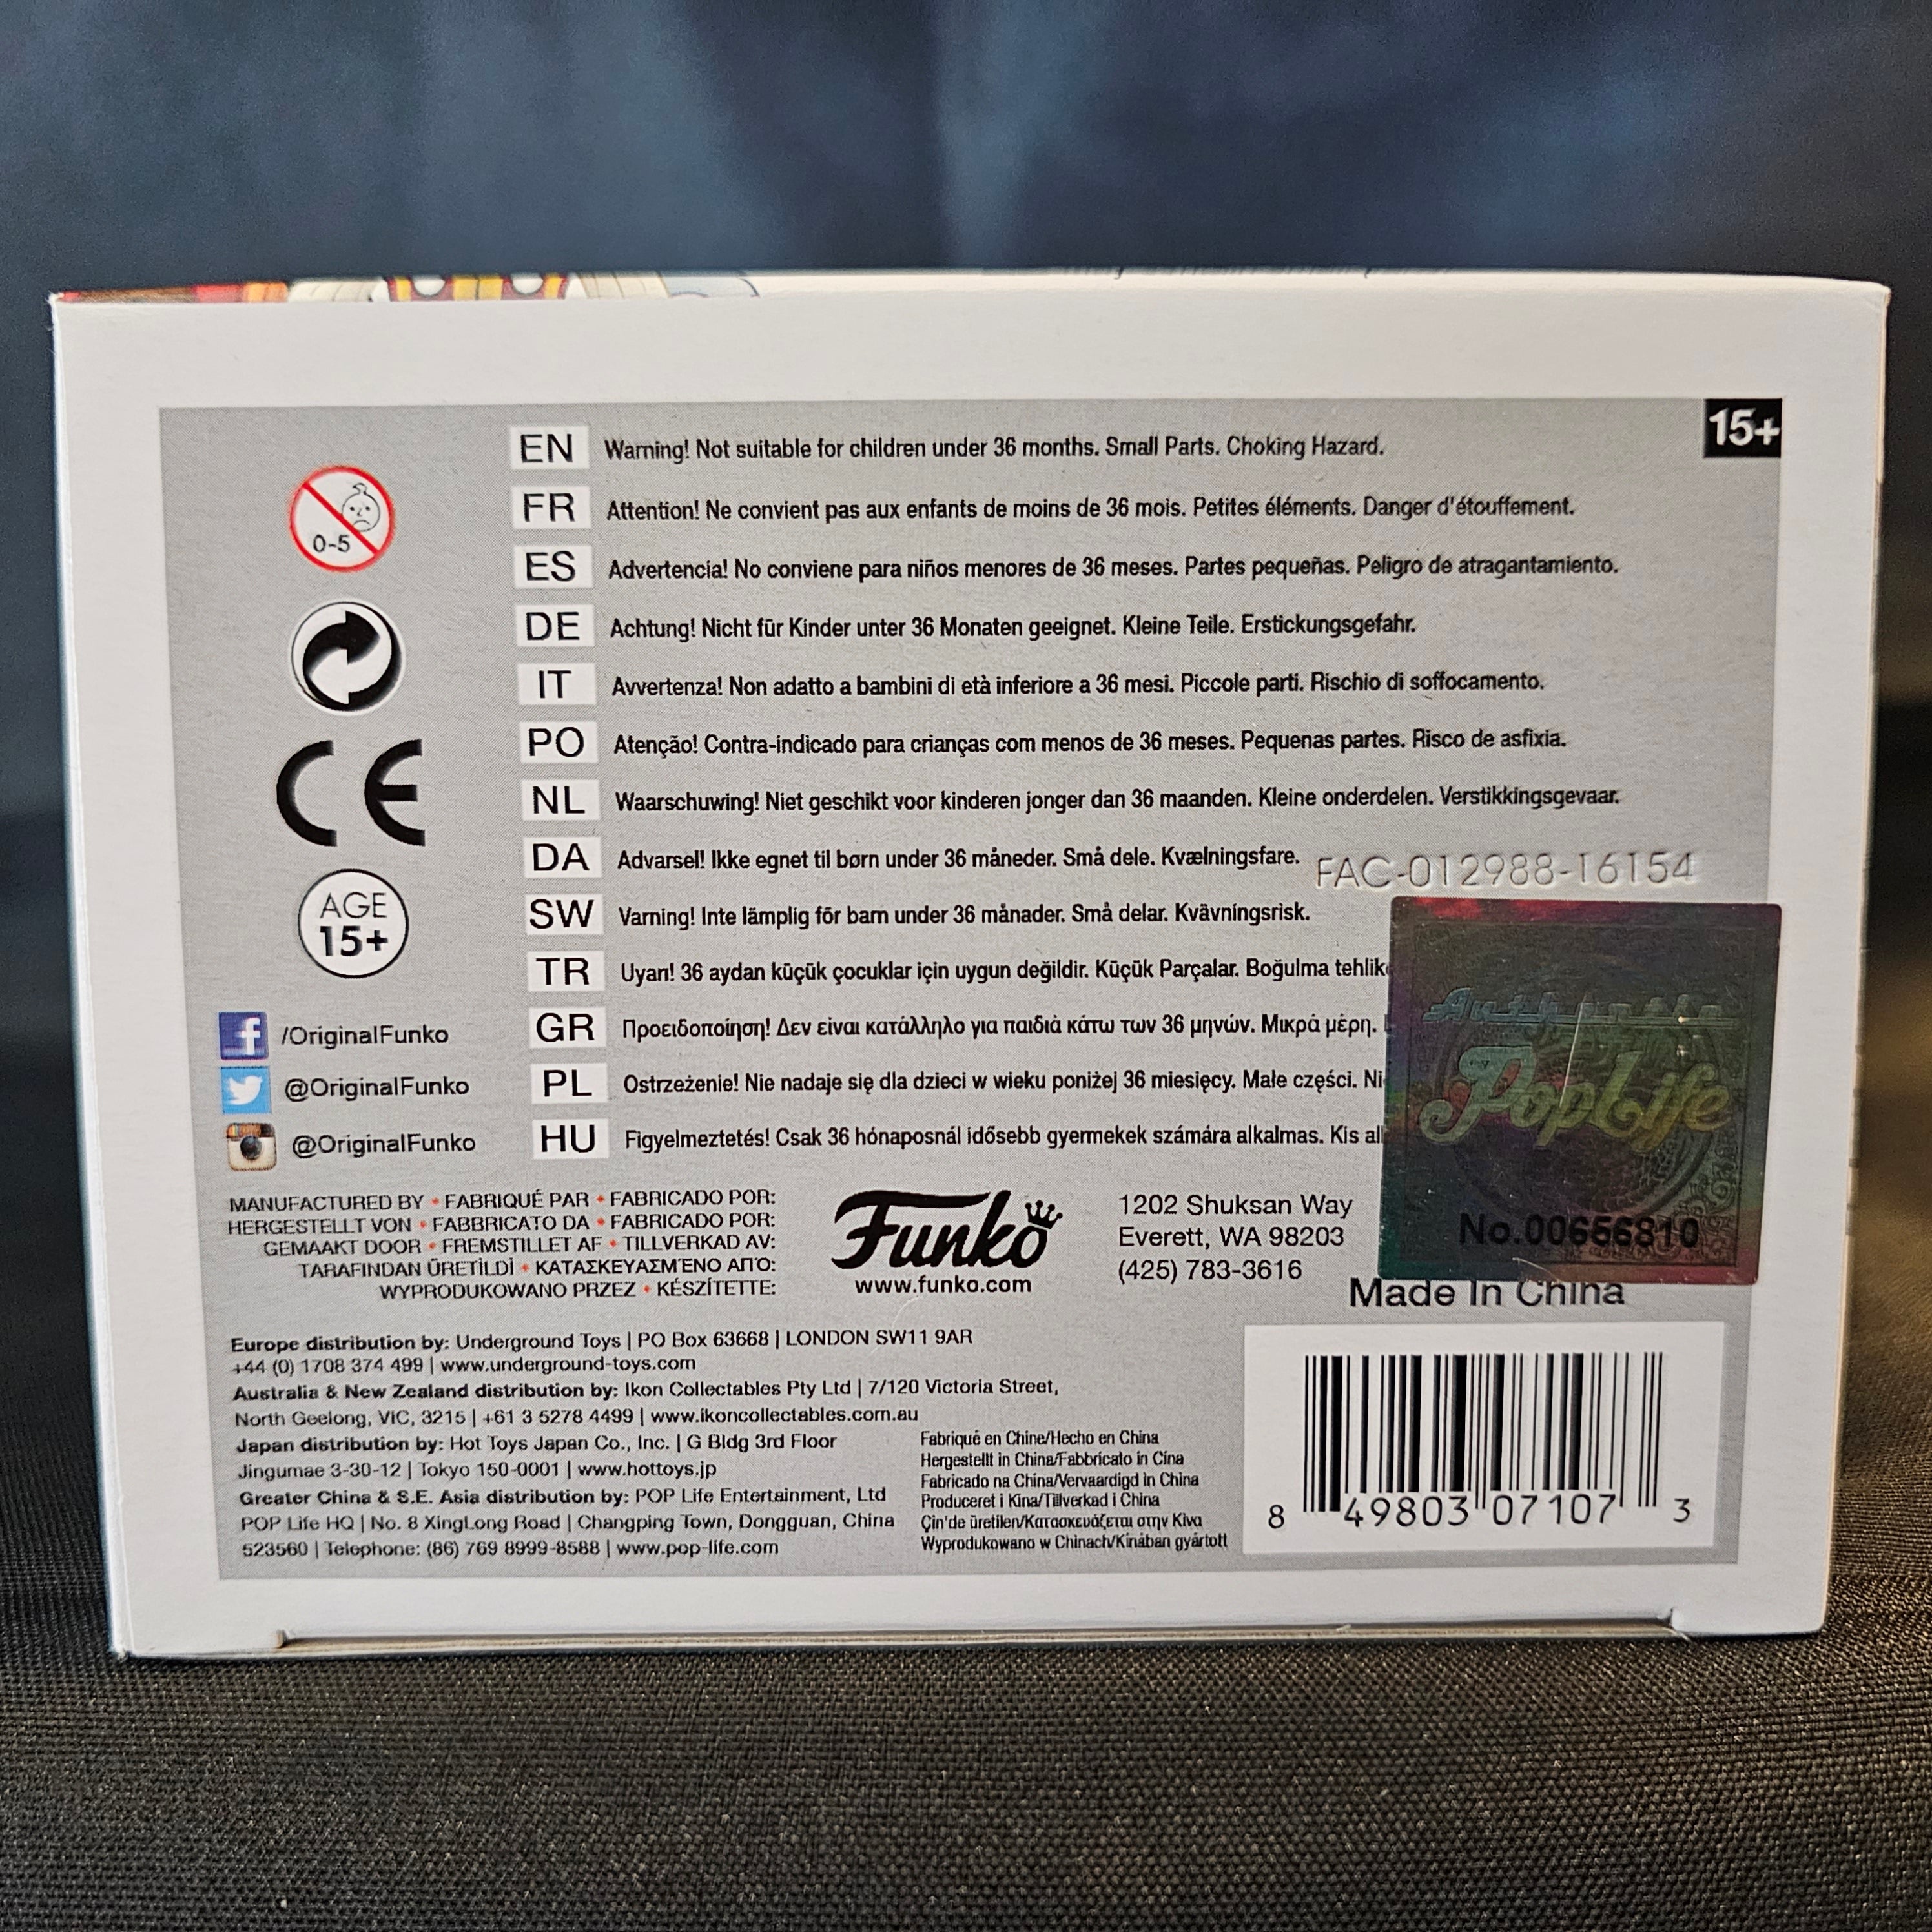 15+
EN Warning! Not suitable for children under 36 months. Small Parts. Choking Hazard.
FR Attention! Ne convient pas aux enfants de moins de 36 mois. Petites éléments. Danger d'étouffement.
ES Advertencia! No conviene para niños menores de 36 meses. Partes pequeñas. Peligro de atragantamiento.
DE Achtung! Nicht für Kinder unter 36 Monaten geeignet. Kleine Teile. Erstickungsgefahr.
IT Avvertenza! Non adatto a bambini di età inferiore a 36 mesi. Piccole parti. Rischio di soffocamento.
PO Atenção! Contra-indicado para crianças com menos de 36 meses. Pequenas partes. Risco de asfixia.
NL Waarschuwing! Niet geschikt voor kinderen jonger dan 36 maanden. Kleine onderdelen. Verstikkingsgevaar.
DA Advarsel! Ikke egnet til børn under 36 måneder. Små dele. Kvælningsfare.
SW Varning! Inte lämplig för barn under 36 månader. Små delar. Kvävningsrisk.
TR Uyarı! 36 aydan küçük çocuklar için uygun değildir. Küçük Parçalar. Boğulma tehlik
GR Προειδοποίηση! Δεν είναι κατάλληλο για παιδιά κάτω των 36 μηνών. Μικρά μέρη.
PL Ostrzeżenie! Nie nadaje się dla dzieci w wieku poniżej 36 miesięcy. Małe części. Ni
HU Figyelmeztetés! Csak 36 hónaposnál idősebb gyermekek számára alkalmas. Kis al
0-5
CE
AGE
15+
/OriginalFunko
@OriginalFunko
@OriginalFunko
FAC-012988-16154
Authentic
PopLife
No.00656810
MANUFACTURED BY • FABRIQUÉ PAR • FABRICADO POR:
HERGESTELLT VON • FABBRICATO DA • FABRICADO POR:
GEMAAKT DOOR • FREMSTILLET AF • TILLVERKAD AV:
TARAFINDAN ÜRETİLDİ • ΚΑΤΑΣΚΕΥΑΣΜΈΝΟ ΑΠΌ:
WYPRODUKOWANO PRZEZ • KÉSZÍTETTE:
Funko
www.funko.com
1202 Shuksan Way
Everett, WA 98203
(425) 783-3616
Made In China
Europe distribution by: Underground Toys | PO Box 63668 | LONDON SW11 9AR
+44 (0) 1708 374 499 | www.underground-toys.com
Australia & New Zealand distribution by: Ikon Collectables Pty Ltd | 7/120 Victoria Street,
North Geelong, VIC, 3215 | +61 3 5278 4499 | www.ikoncollectables.com.au
Japan distribution by: Hot Toys Japan Co., Inc. | G Bldg 3rd Floor
Jingumae 3-30-12 | Tokyo 150-0001 | www.hottoys.jp
Greater China & S.E. Asia distribution by: POP Life Entertainment, Ltd
POP Life HQ | No. 8 XingLong Road | Changping Town, Dongguan, China
523560 | Telephone: (86) 769 8999-8588 | www.pop-life.com
Fabriqué en Chine/Hecho en China
Hergestellt in China/Fabbricato in Cina
Fabricado na China/Vervaardigd in China
Produceret i Kina/Tillverkad i China
Çin'de üretilen/Κατασκευάζεται στην Κίνα
Wyprodukowano w Chinach/Kínában gyártott
8 49803 07107 3